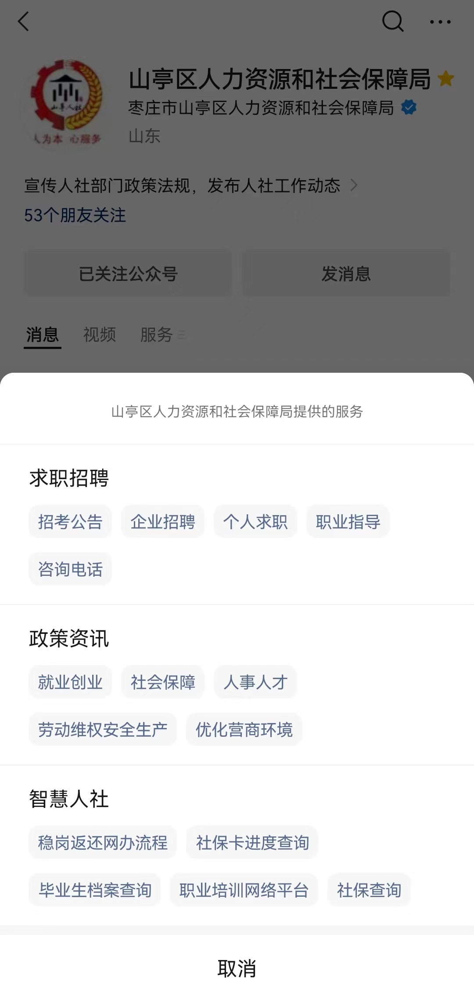 山亭区人力资源和社会保障局
枣庄市山亭区人力资源和社会保障局
山东
山亭人社
人为本 心服务
宣传人社部门政策法规，发布人社工作动态
53个朋友关注
已关注公众号 发消息
消息 视频 服务
山亭区人力资源和社会保障局提供的服务
求职招聘
招考公告 企业招聘 个人求职 职业指导
咨询电话
政策资讯
就业创业 社会保障 人事人才
劳动维权安全生产 优化营商环境
智慧人社
稳岗返还网办流程 社保卡进度查询
毕业生档案查询 职业培训网络平台 社保查询
取消